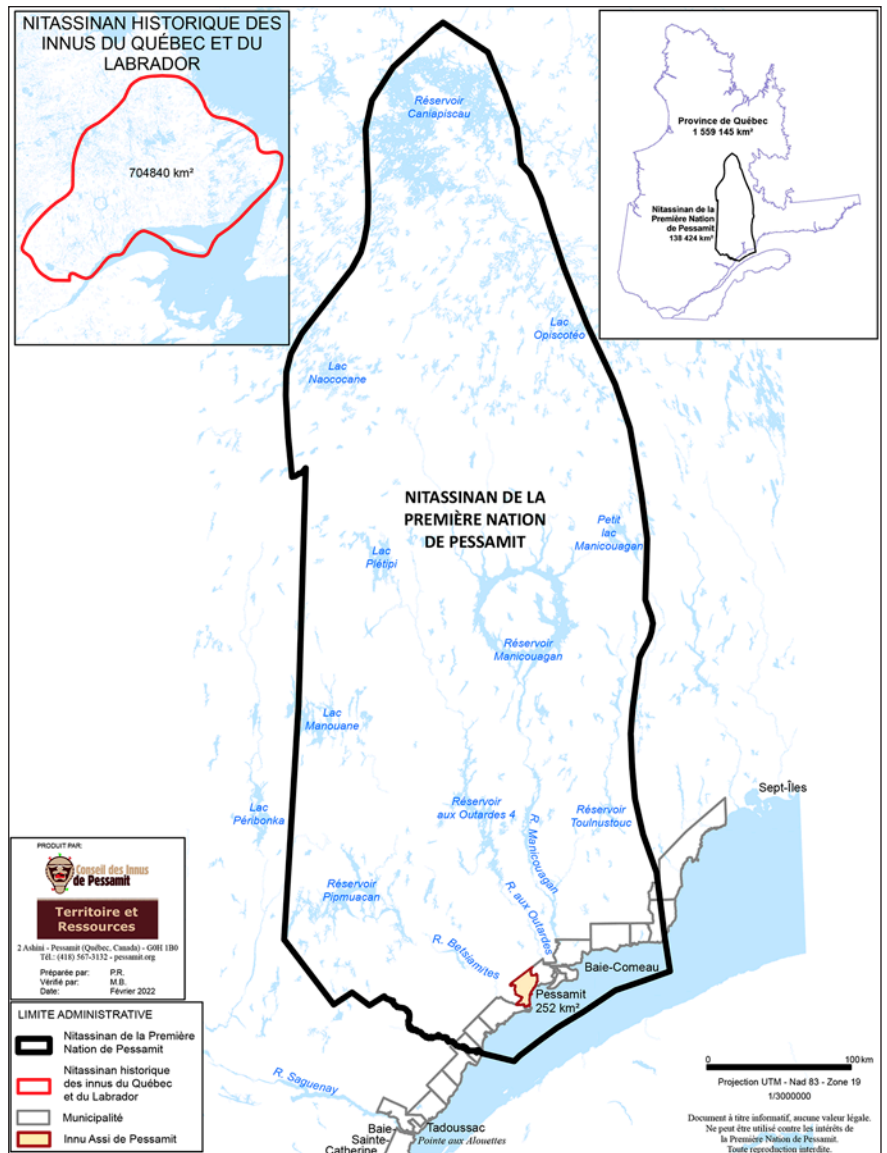 NITASSINAN HISTORIQUE DES
INNUS DU QUÉBEC ET DU
LABRADOR
704840 km²
Province de Québec
1 559 145 km²
Nitassinan de la
Première Nation
de Pessamit
138 424 km²
Réservoir
Caniapiscau
Lac
Opiscotéo
Lac
Naococane
NITASSINAN DE LA
PREMIÈRE NATION
DE PESSAMIT
Petit
lac
Manicouagan
Lac
Plétipi
Réservoir
Manicouagan
Lac
Manouane
Sept-Îles
Lac
Péribonka
Réservoir
aux Outardes 4
R. Manicouagan
Réservoir
Toulnustouc
Réservoir
Pipmuacan
R. aux Outardes
R. Betsiamites
Baie-Comeau
Pessamit
252 km²
R. Saguenay
Baie-
Sainte-
Catherine
Tadoussac
Pointe aux Alouettes
PRODUIT PAR:
Conseil des Innus
de Pessamit
Territoire et
Ressources
2 Ashini - Pessamit (Québec, Canada) - G0H 1B0
Tél.: (418) 567-3132 - pessamit.org
Préparée par: P.R.
Vérifié par: M.B.
Date: Février 2022
LIMITE ADMINISTRATIVE
Nitassinan de la Première
Nation de Pessamit
Nitassinan historique
des innus du Québec
et du Labrador
Municipalité
Innu Assi de Pessamit
0 100 km
Projection UTM - Nad 83 - Zone 19
1/3000000
Document à titre informatif, aucune valeur légale.
Ne peut être utilisé contre les intérêts de
la Première Nation de Pessamit.
Toute reproduction interdite.